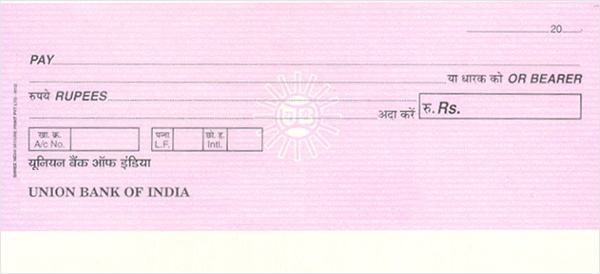 20
PAY
या धारक को OR BEARER
रुपये RUPEES
अदा करें रु. Rs.
खा. क्र. पन्ना छो. ह.
A/c No. L.F. Intl.
यूनियन बैंक ऑफ इंडिया
UNION BANK OF INDIA